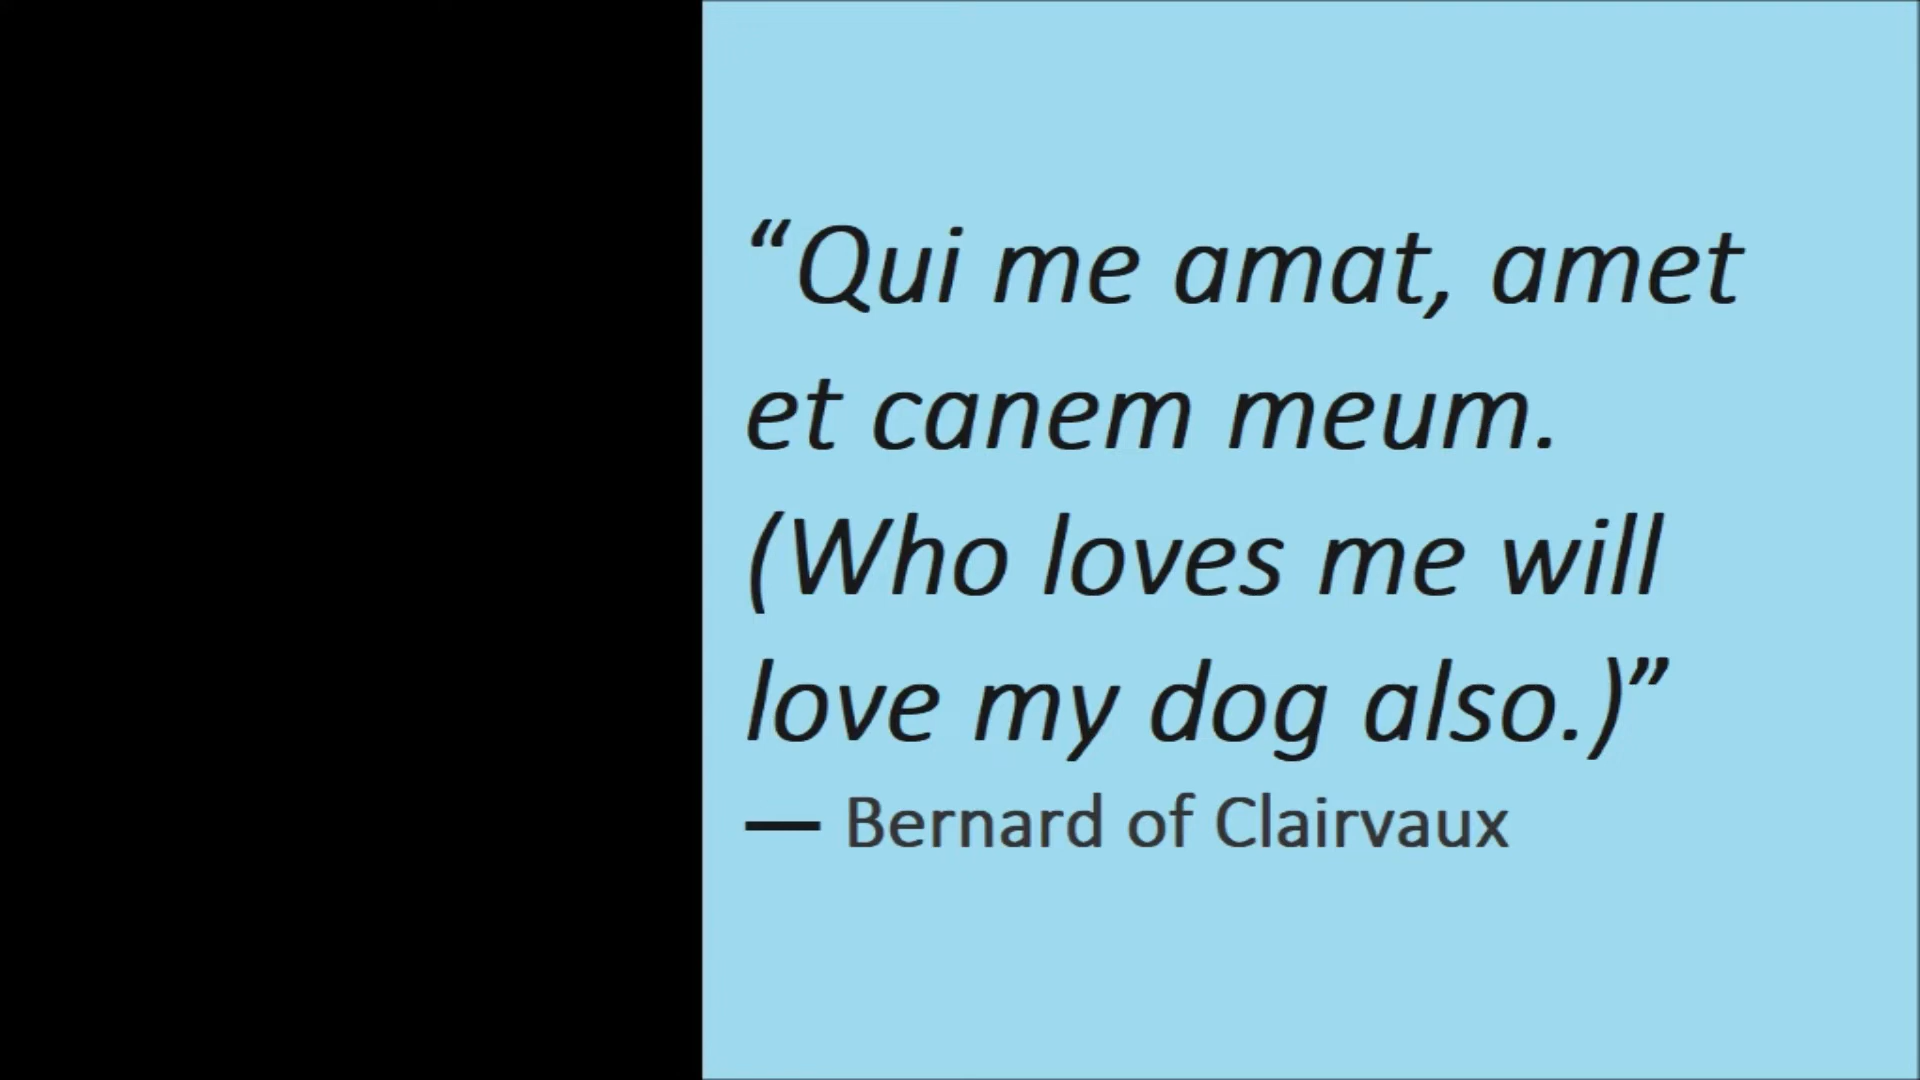 “Qui me amat, amet
et canem meum.
(Who loves me will
love my dog also.)”
— Bernard of Clairvaux